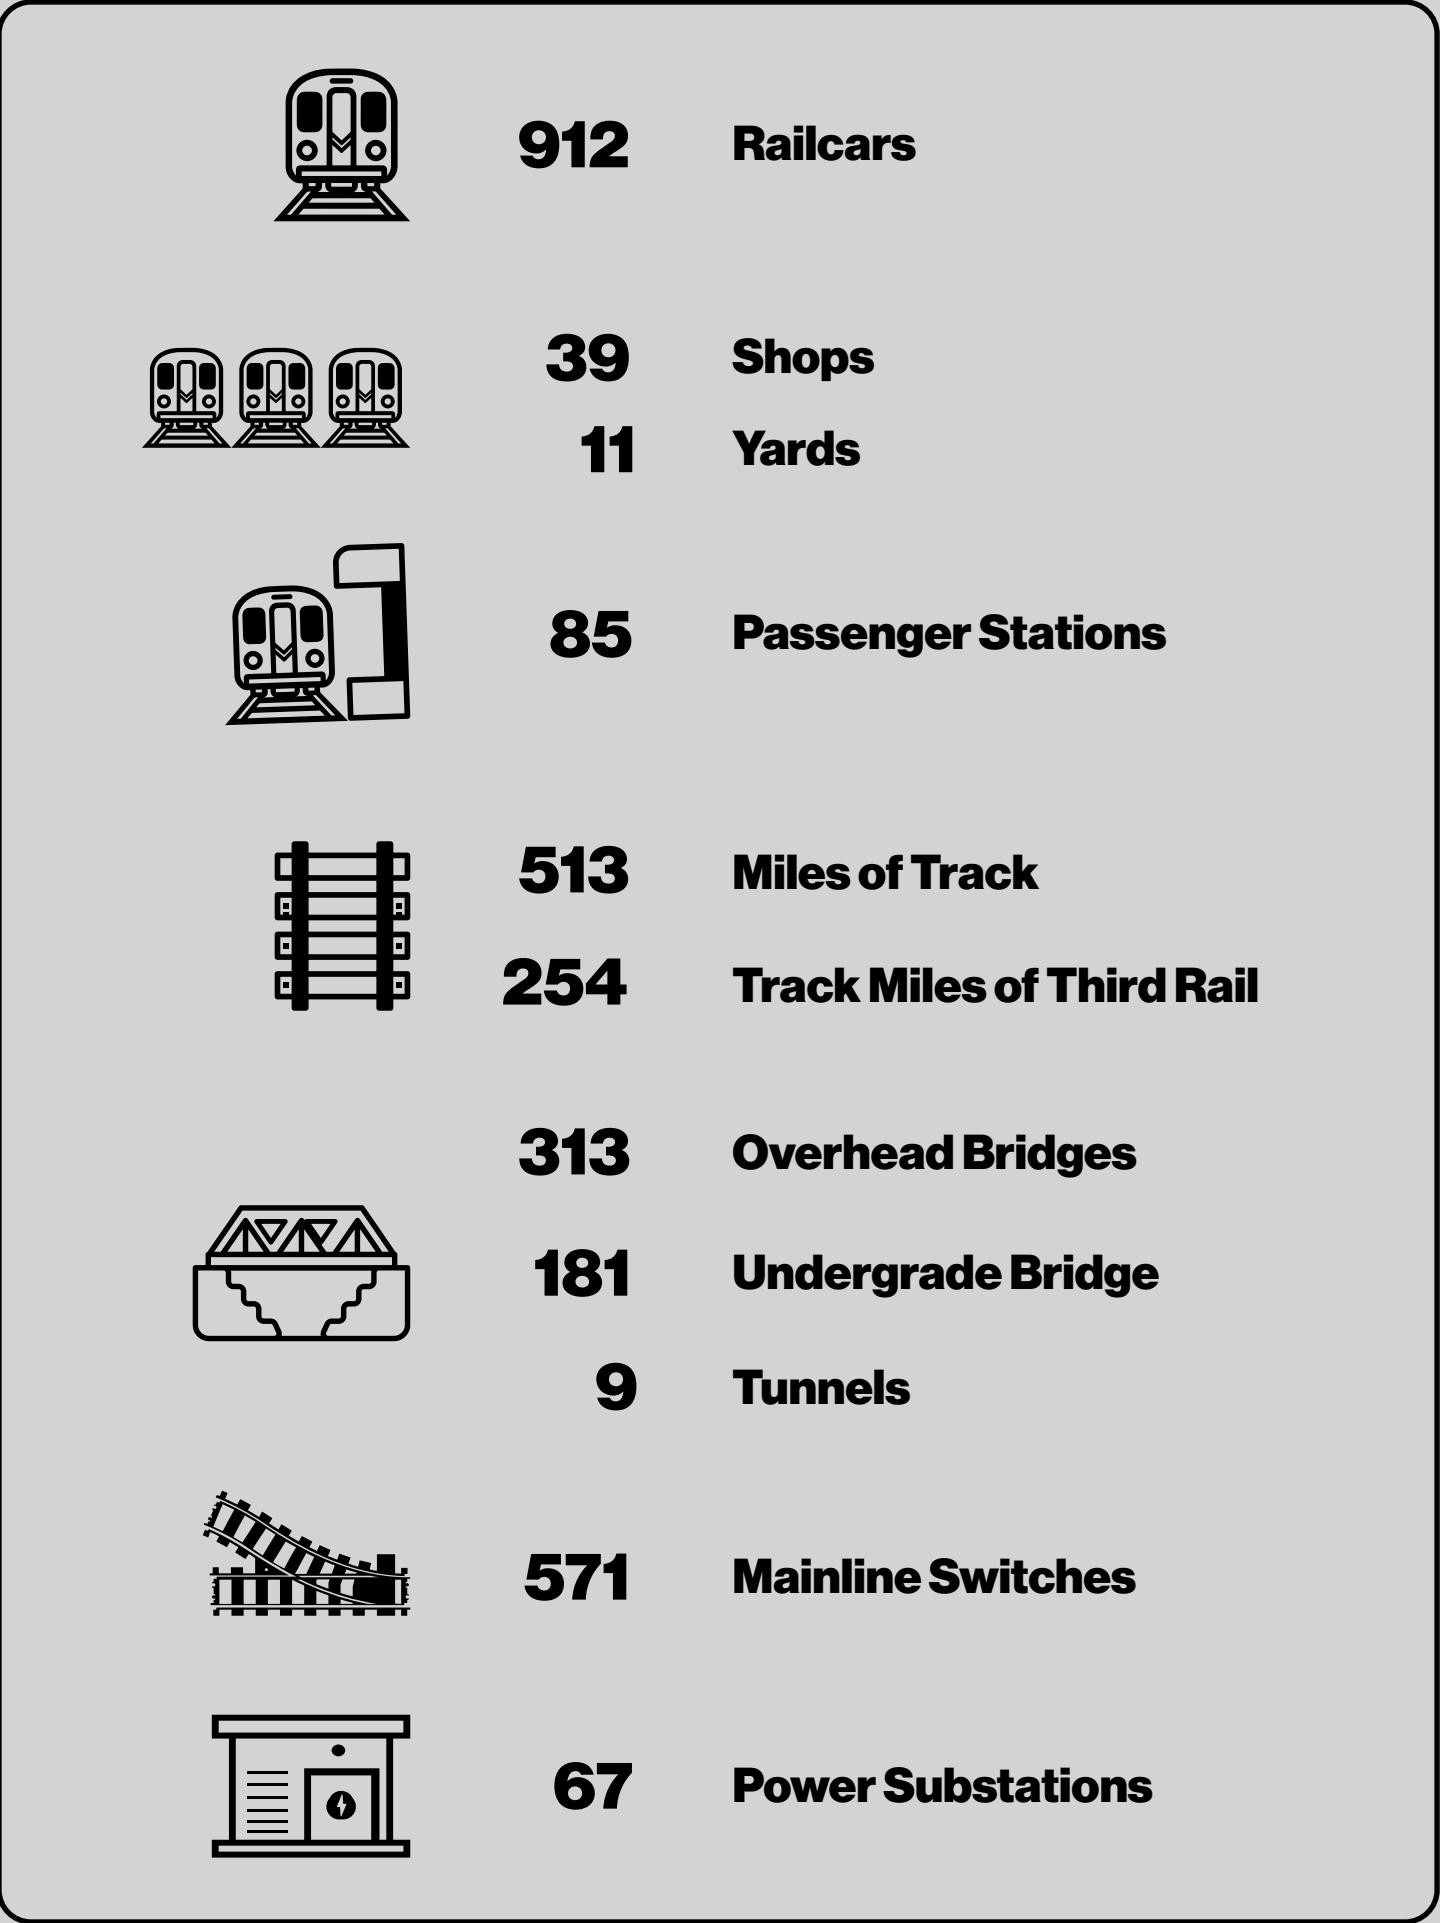 912 Railcars
39 Shops
11 Yards
85 Passenger Stations
513 Miles of Track
254 Track Miles of Third Rail
313 Overhead Bridges
181 Undergrade Bridge
9 Tunnels
571 Mainline Switches
67 Power Substations